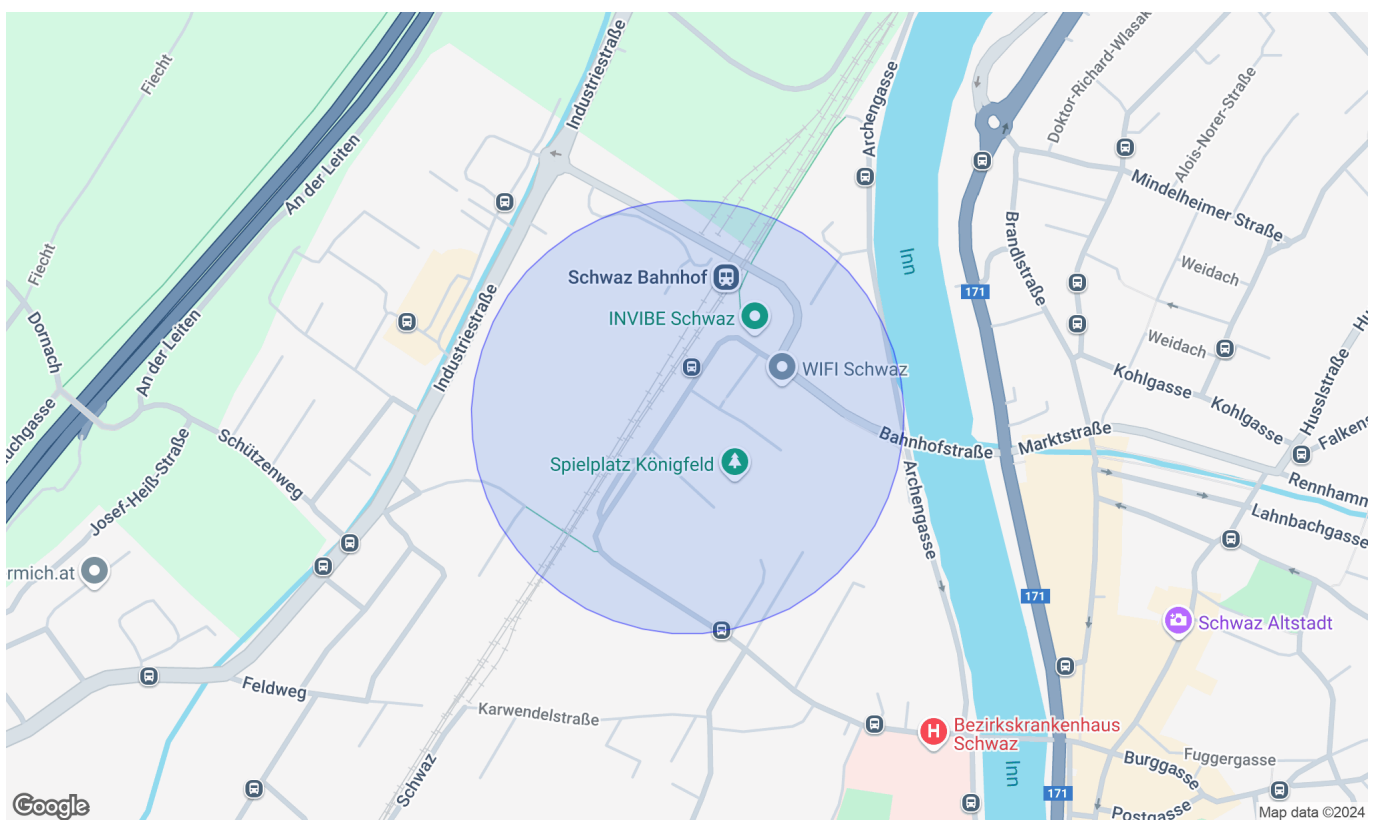 Fiecht
Industriestraße
Archengasse
Doktor-Richard-Wlasak
Alois-Norer-Straße
An der Leiten
Mindelheimer Straße
Fiecht
Inn
Brandlstraße
Weidach
Schwaz Bahnhof
171
Dornach
An der Leiten
Industriestraße
INVIBE Schwaz
Weidach
WIFI Schwaz
Kohlgasse
Husslstraße
Kohlgasse
Schützenweg
Bahnhofstraße
Marktstraße
Josef-Heiß-Straße
Spielplatz Königfeld
Archengasse
Rennhamm
Lahnbachgasse
rmich.at
171
Schwaz Altstadt
Feldweg
Karwendelstraße
Bezirkskrankenhaus
Schwaz
H
Schwaz
Inn
Burggasse
Fuggergasse
171
Postgasse
Google
Map data ©2024